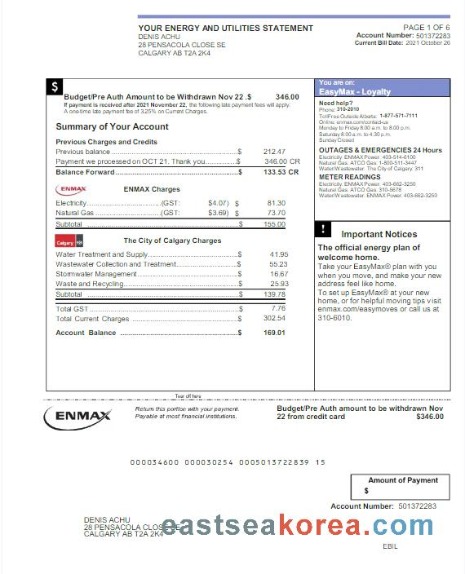 YOUR ENERGY AND UTILITIES STATEMENT
DENIS ACHU
28 PENSACOLA CLOSE SE
CALGARY AB T2A 2K4
PAGE 1 OF 6
Account Number: 501372283
Current Bill Date: 2021 October 26
$
Budget/Pre Auth Amount to be Withdrawn Nov 22 .$ 346.00
If payment is received after 2021 November 22, the following late payment fees will apply:
A one time late payment fee of 3.25% on Current Charges.
Summary of Your Account
Previous Charges and Credits
Previous balance $ 212.47
Payment we processed on OCT 21, Thank you $ 346.00 CR
Balance Forward $ 133.53 CR
ENMAX ENMAX Charges
Electricity (GST: $4.07) $ 81.30
Natural Gas (GST: $3.69) $ 73.70
Subtotal $ 155.00
Calgary The City of Calgary Charges
Water Treatment and Supply $ 41.95
Wastewater Collection and Treatment $ 55.23
Stormwater Management $ 16.67
Waste and Recycling $ 25.93
Subtotal $ 139.78
Total GST $ 7.76
Total Current Charges $ 302.54
Account Balance $ 169.01
You are on:
EasyMax - Loyalty
Need help?
Phone: 310-2010
Toll Free Outside Alberta: 1-877-571-7111
Online: enmax.com/contact-us
Monday to Friday 8:00 a.m. to 8:00 p.m.
Saturday 8:00 a.m. to 4:30 p.m.
Sunday Closed
OUTAGES & EMERGENCIES 24 Hours
Electricity: ENMAX Power: 403-514-6100
Natural Gas: ATCO Gas: 1-800-511-3447
Water/Wastewater: The City of Calgary: 311
METER READINGS
Electricity: ENMAX Power: 403-662-3250
Natural Gas: ATCO Gas: 310-5678
Water/Wastewater: ENMAX Power: 403-662-3250
! Important Notices
The official energy plan of
welcome home.
Take your EasyMax® plan with you
when you move, and make your new
address feel like home.
To set up EasyMax® at your new
home, or for helpful moving tips visit
enmax.com/easymoves or call us at
310-6010.
Tear off here
ENMAX
Return this portion with your payment.
Payable at most financial institutions.
Budget/Pre Auth amount to be withdrawn Nov
22 from credit card $346.00
000034600 000030254 0005013722839 15
Amount of Payment
$
Account Number: 501372283
DENIS ACHU
28 PENSACOLA CLOSE SE
CALGARY AB T2A 2K4
eastseakorea.com
EBIL